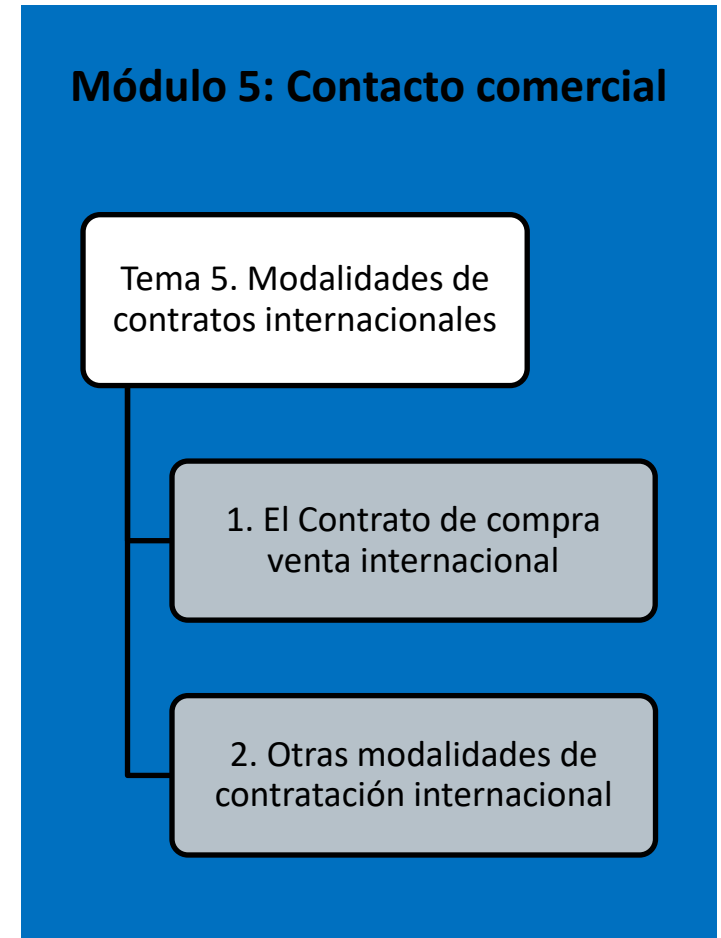 Módulo 5: Contacto comercial
Tema 5. Modalidades de
contratos internacionales
1. El Contrato de compra
venta internacional
2. Otras modalidades de
contratación internacional